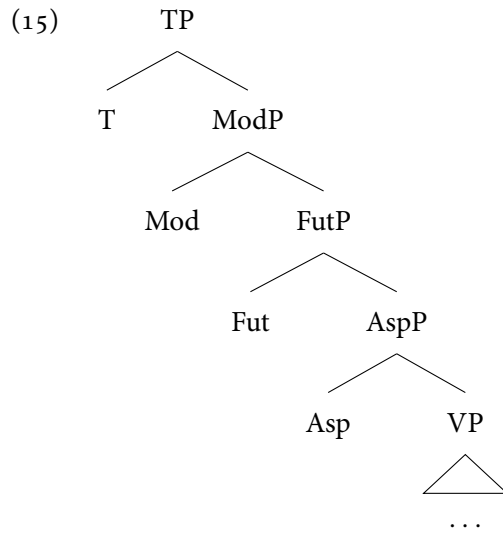 (15) TP
T ModP
Mod FutP
Fut AspP
Asp VP
...